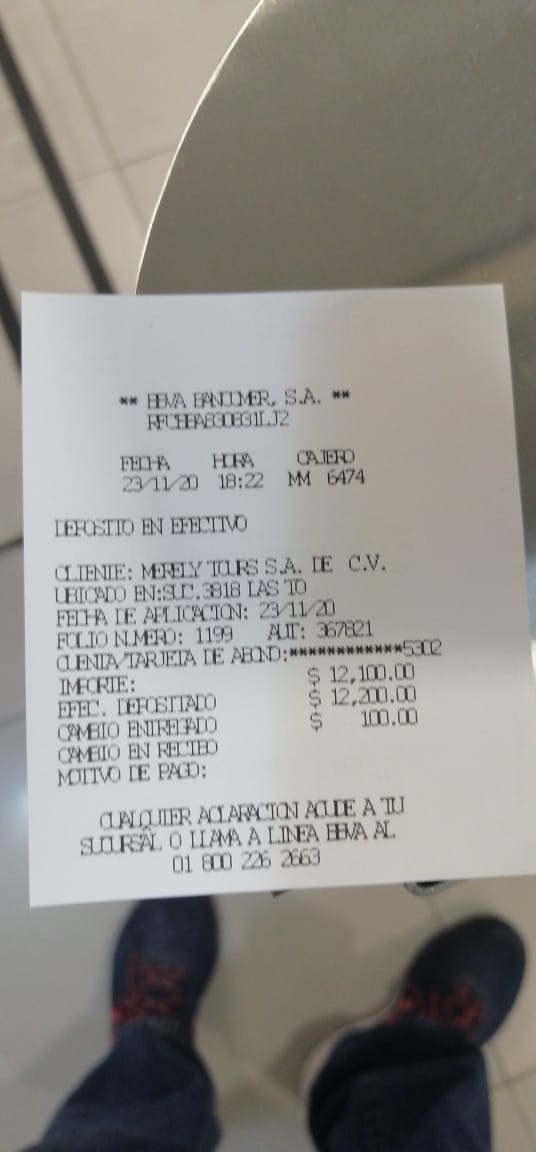 ** BBVA BANCOMER, S.A. **
RFC:BBA830831LJ2
FECHA HORA CAJERO
23/11/20 18:22 MM 6474
DEPOSITO EN EFECTIVO
CLIENTE: MERELY TOURS S.A. DE C.V.
UBICADO EN:SUC.3818 LAS TO
FECHA DE APLICACION: 23/11/20
FOLIO NUMERO: 1199 AUT: 367821
CUENTA/TARJETA DE ABONO:************5302
IMPORTE: $ 12,100.00
EFEC. DEPOSITADO $ 12,200.00
CAMBIO ENTREGADO $ 100.00
CAMBIO EN RECIBO
MOTIVO DE PAGO:
CUALQUIER ACLARACION ACUDE A TU
SUCURSAL O LLAMA A LINEA BBVA AL
01 800 226 2663